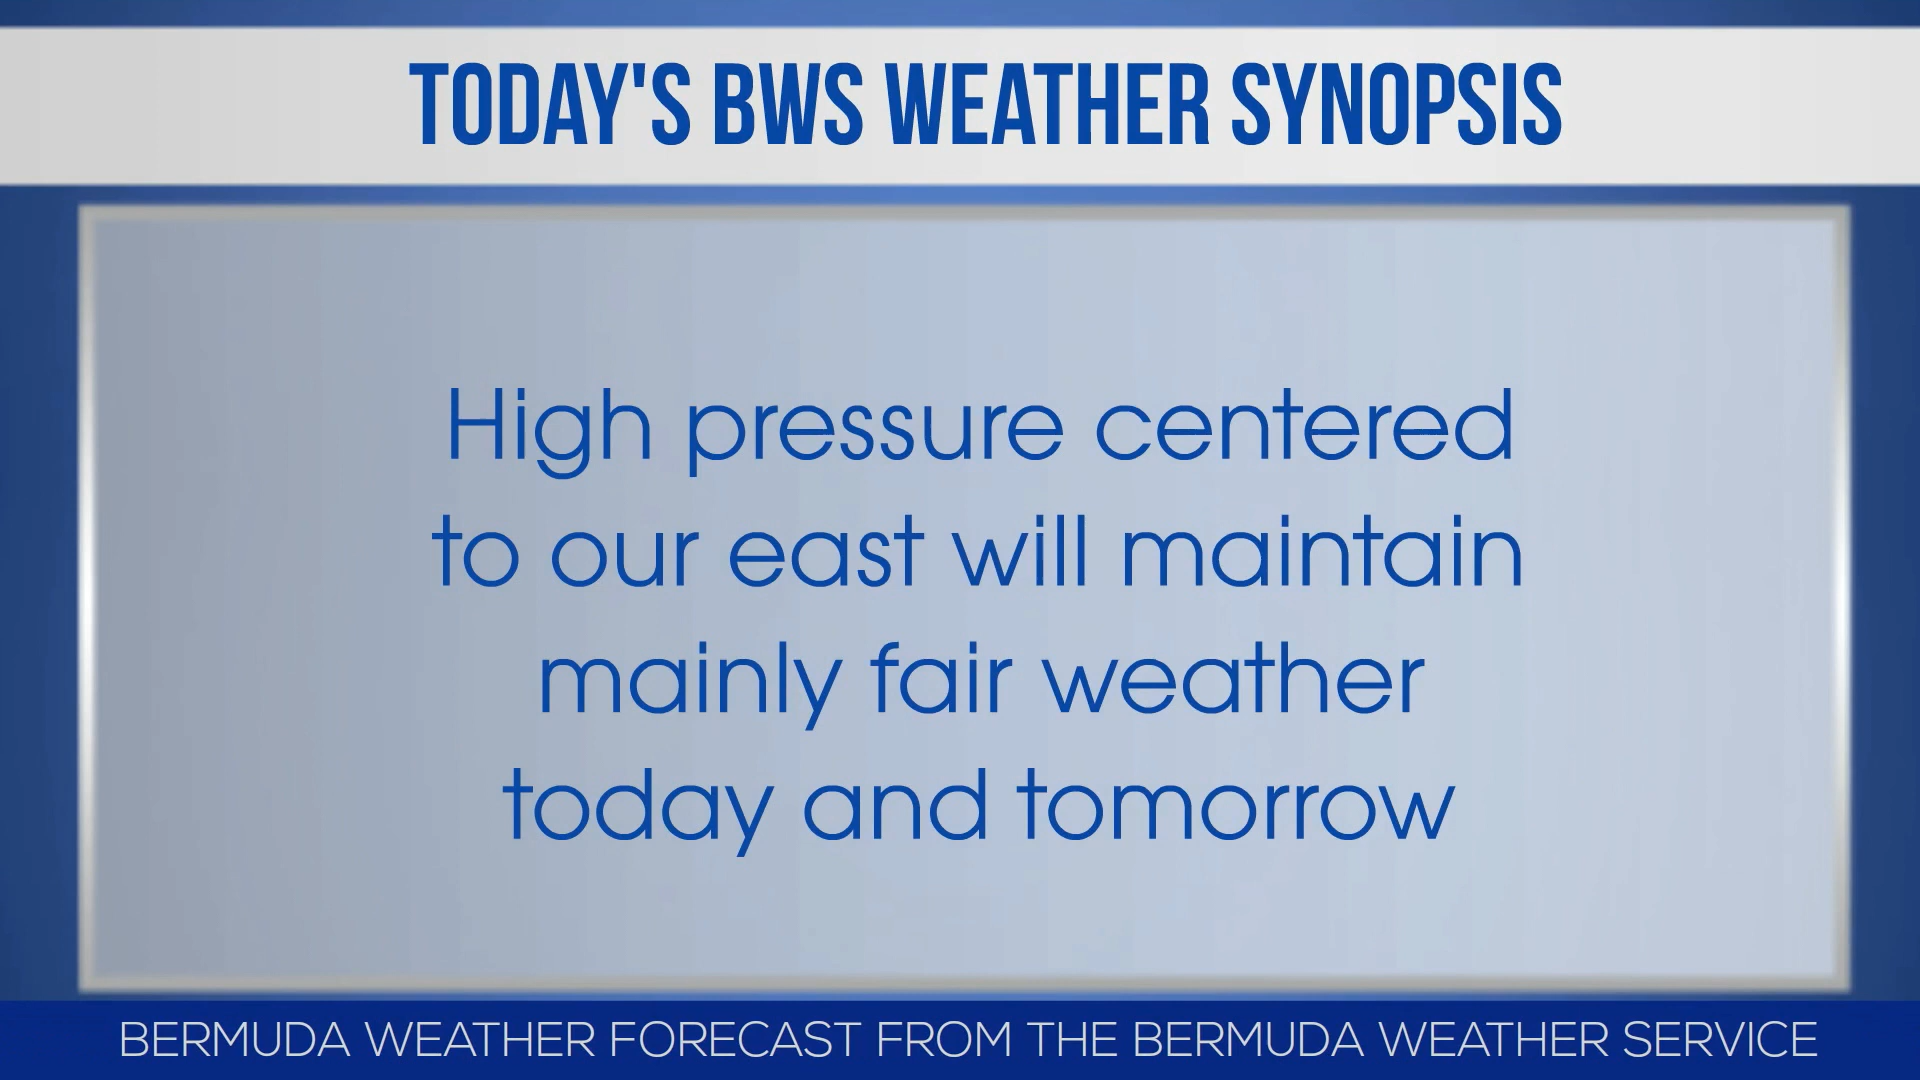 TODAY'S BWS WEATHER SYNOPSIS
High pressure centered
to our east will maintain
mainly fair weather
today and tomorrow
BERMUDA WEATHER FORECAST FROM THE BERMUDA WEATHER SERVICE